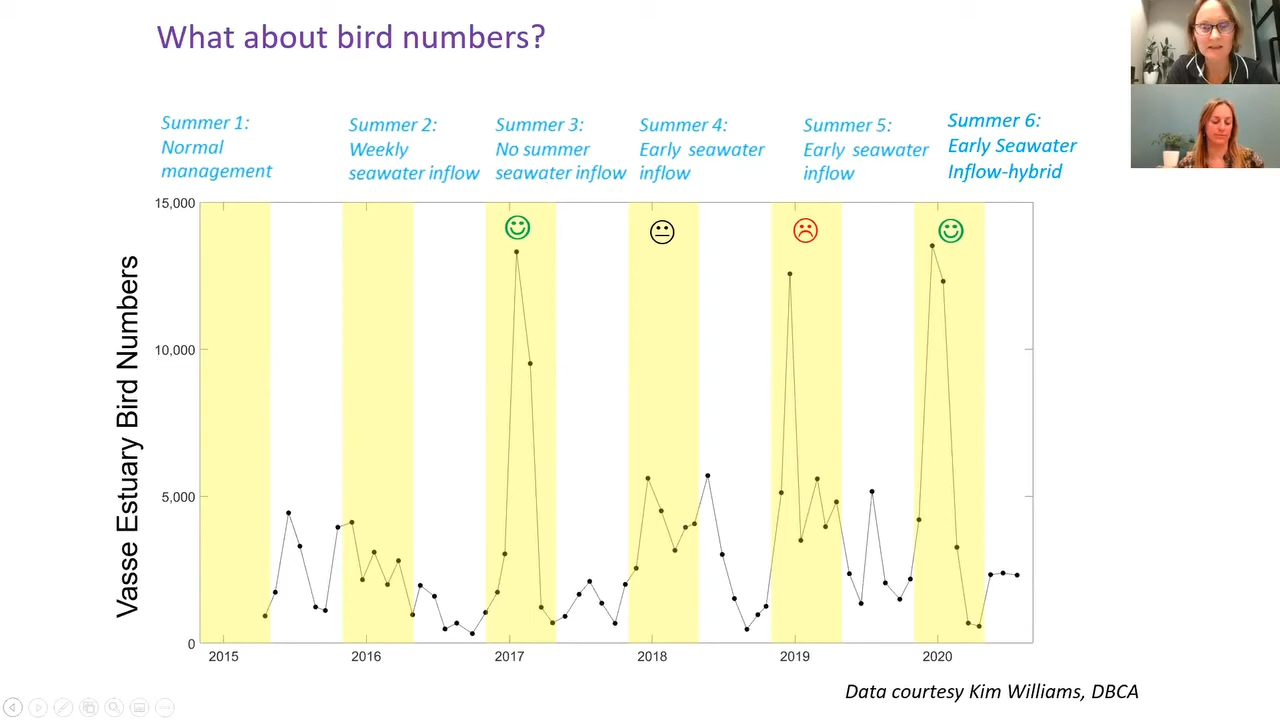 What about bird numbers?
Summer 1:
Normal
management
Summer 2:
Weekly
seawater inflow
Summer 3:
No summer
seawater inflow
Summer 4:
Early seawater
inflow
Summer 5:
Early seawater
inflow
Summer 6:
Early Seawater
Inflow-hybrid
Vasse Estuary Bird Numbers
15,000
10,000
5,000
0
2015
2016
2017
2018
2019
2020
Data courtesy Kim Williams, DBCA